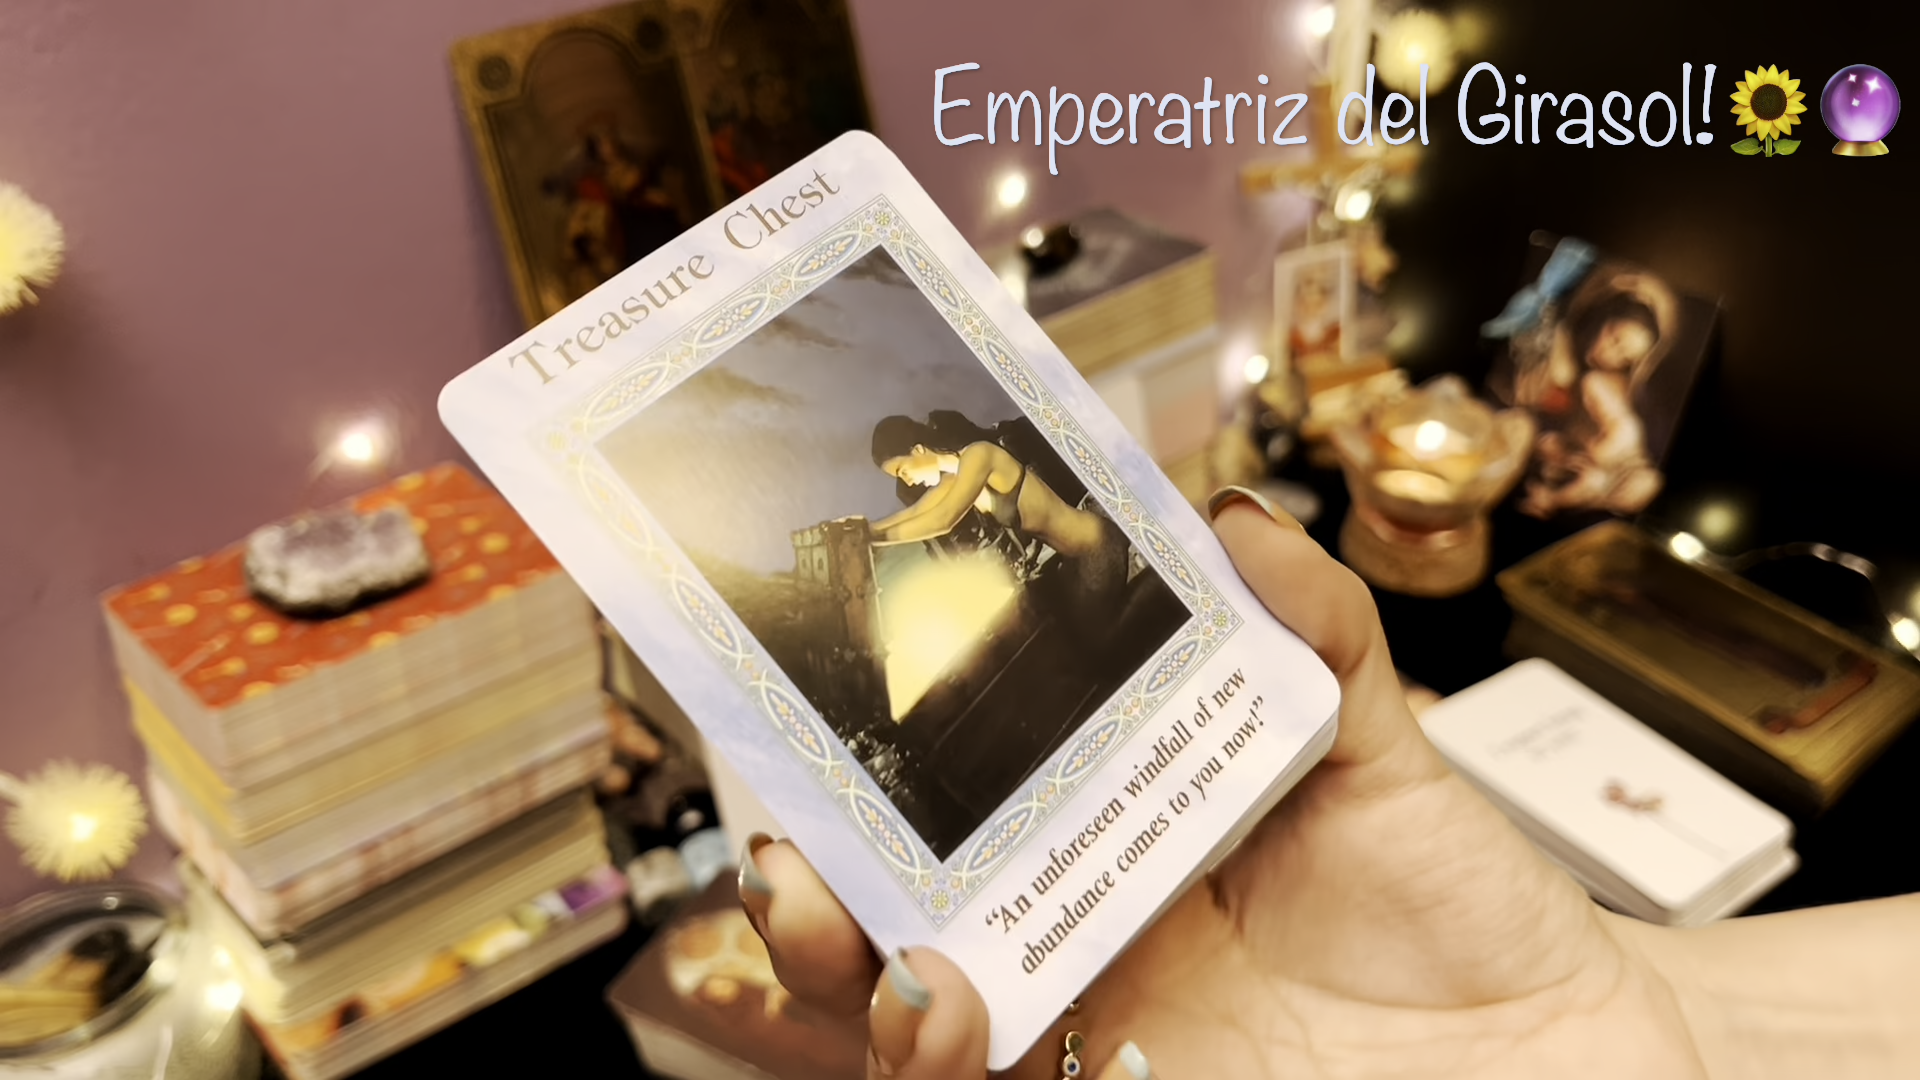 Emperatriz del Girasol!🌻🔮
Treasure Chest
“An unforeseen windfall of new
abundance comes to you now!”